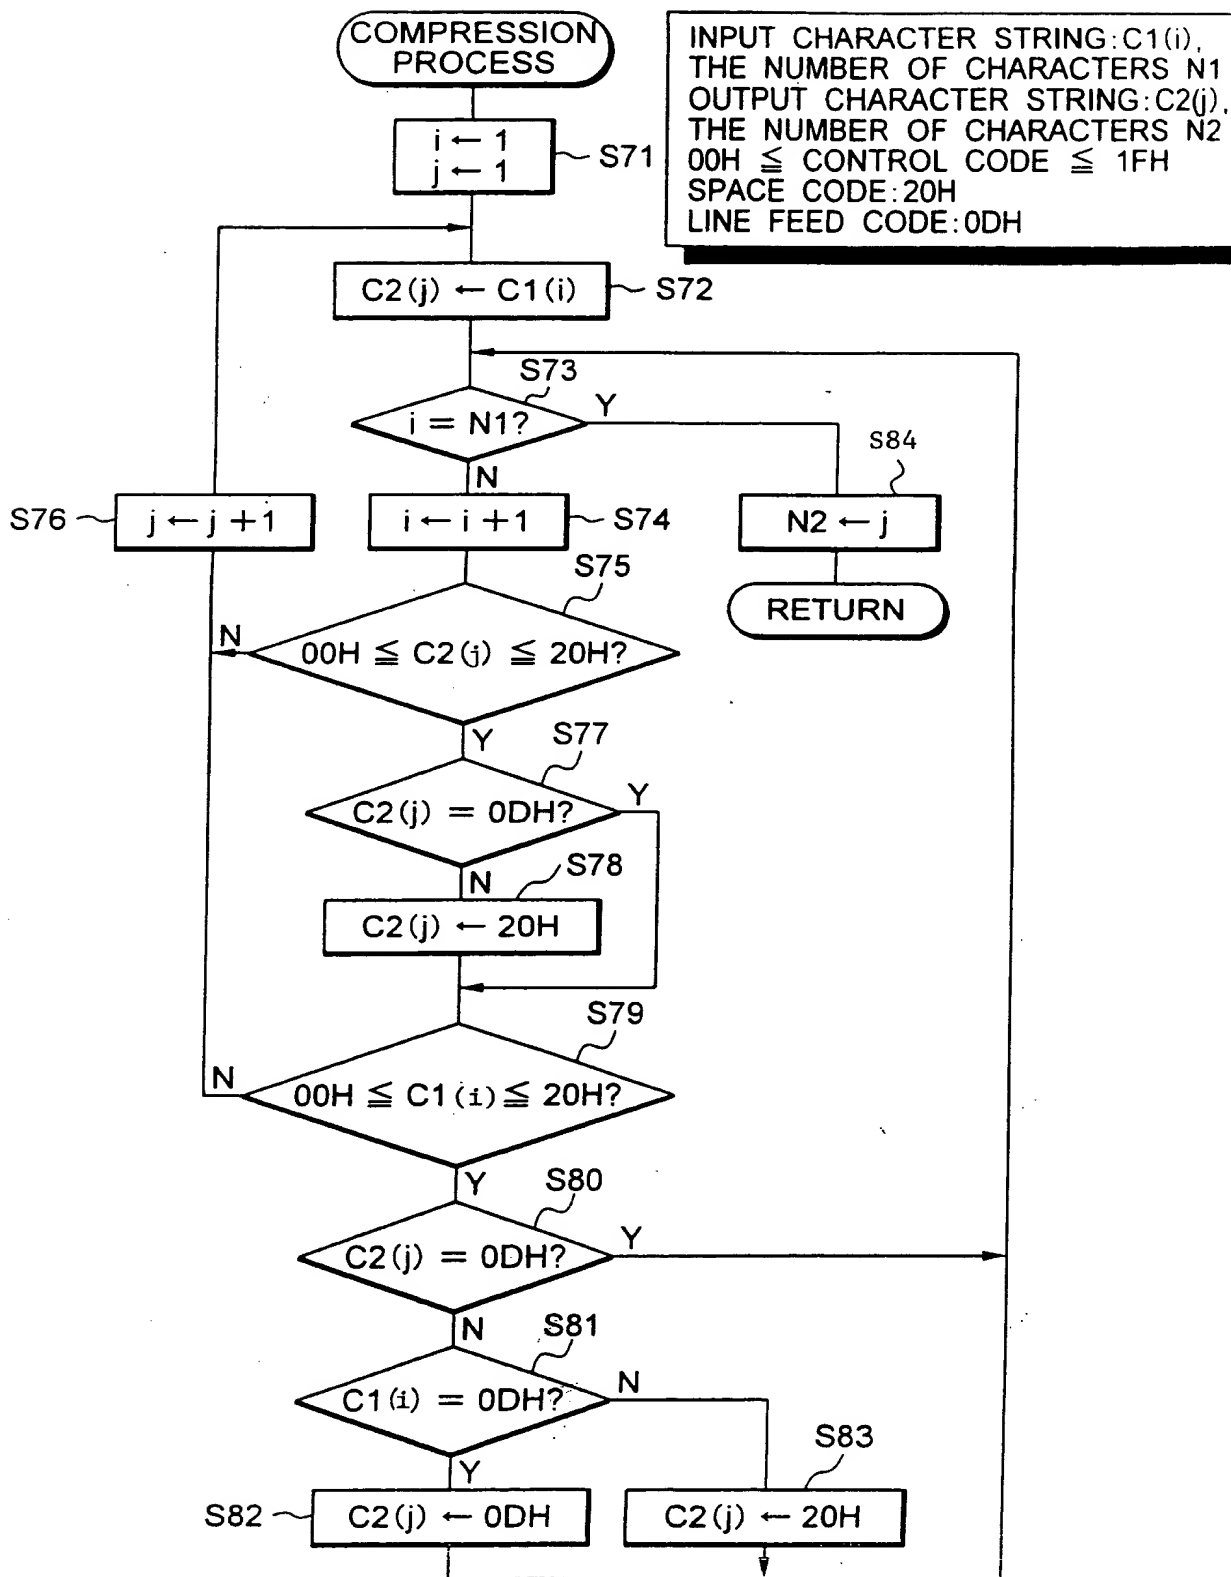 COMPRESSION
PROCESS
INPUT CHARACTER STRING:C1(i),
THE NUMBER OF CHARACTERS N1
OUTPUT CHARACTER STRING:C2(j),
THE NUMBER OF CHARACTERS N2
00H ≦ CONTROL CODE ≦ 1FH
SPACE CODE:20H
LINE FEED CODE:0DH
i ← 1
j ← 1
S71
C2(j) ← C1(i)
S72
S73
i = N1?
Y
N
S84
S76
j ← j + 1
i ← i + 1
S74
N2 ← j
S75
RETURN
N
00H ≦ C2(j) ≦ 20H?
Y
S77
C2(j) = 0DH?
Y
N
S78
C2(j) ← 20H
S79
N
00H ≦ C1(i) ≦ 20H?
Y
S80
C2(j) = 0DH?
Y
N
S81
C1(i) = 0DH?
N
Y
S83
S82
C2(j) ← 0DH
C2(j) ← 20H